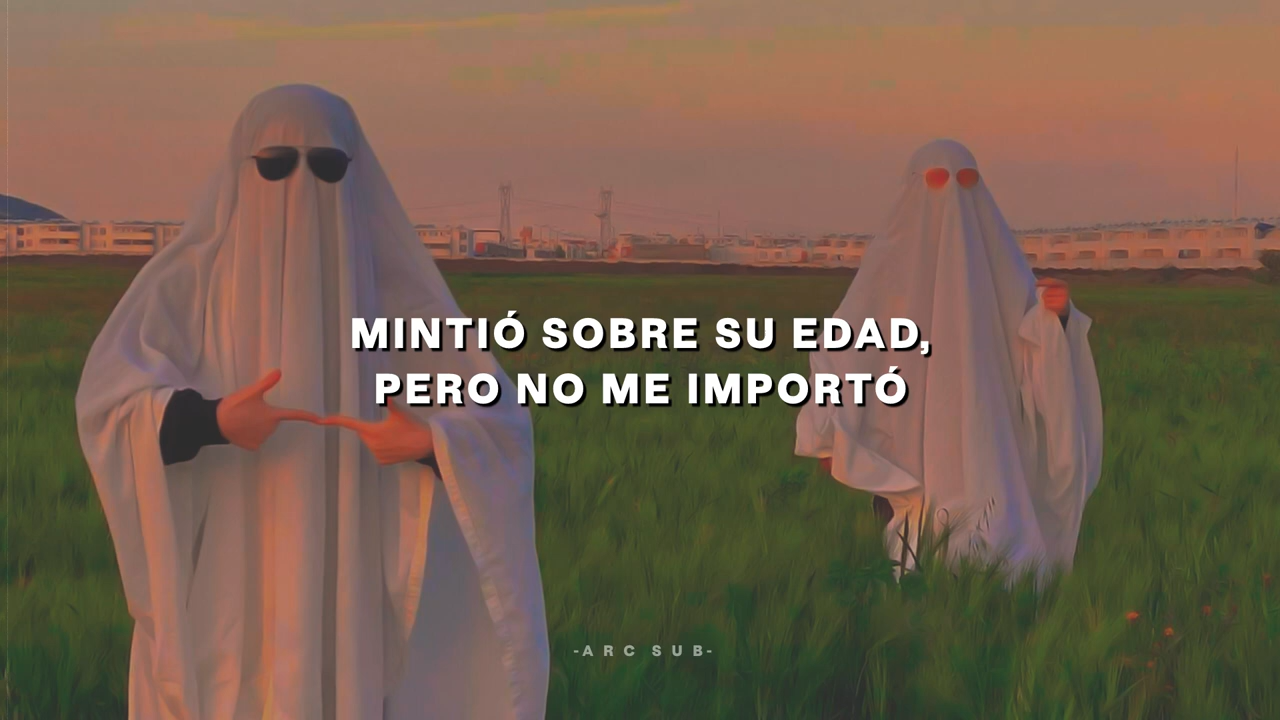 MINTIÓ SOBRE SU EDAD,
PERO NO ME IMPORTÓ
-ARC SUB-